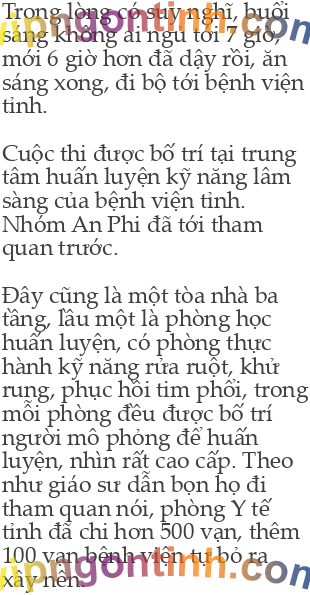 Trong lòng có suy nghĩ, buổi
sáng không ai ngủ tới 7 giờ,
mới 6 giờ hơn đã dậy rồi, ăn
sáng xong, đi bộ tới bệnh viện
tỉnh.
Cuộc thi được bố trí tại trung
tâm huấn luyện kỹ năng lâm
sàng của bệnh viện tỉnh.
Nhóm An Phi đã tới tham
quan trước.
Đây cũng là một tòa nhà ba
tầng, lầu một là phòng học
huấn luyện, có phòng thực
hành kỹ năng rửa ruột, khử
rung, phục hồi tim phổi, trong
mỗi phòng đều được bố trí
người mô phỏng để huấn
luyện, nhìn rất cao cấp. Theo
như giáo sư dẫn bọn họ đi
tham quan nói, phòng Y tế
tỉnh đã chi hơn 500 vạn, thêm
100 vạn bệnh viện tự bỏ ra
xây nên.